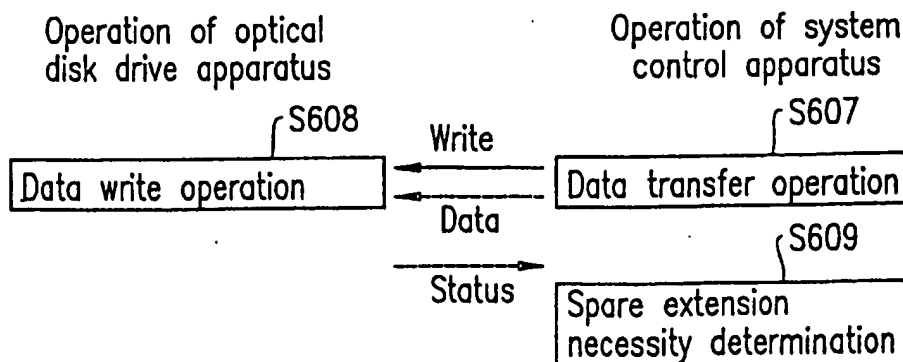 Operation of optical
disk drive apparatus
Operation of system
control apparatus
S608
S607
Write
Data write operation
Data transfer operation
Data
S609
Status
Spare extension
necessity determination